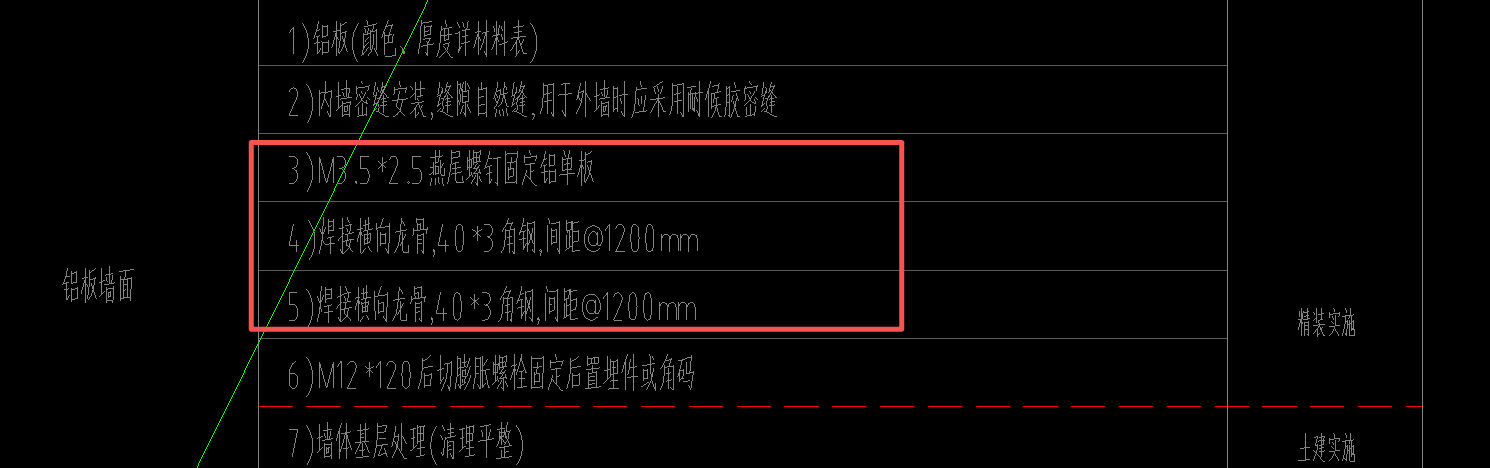 1)铝板(颜色、厚度详材料表)
2)内墙密缝安装,缝隙自然缝,用于外墙时应采用耐候胶密缝
3)M3.5*2.5燕尾螺钉固定铝单板
4)焊接横向龙骨,40*3角钢,间距@1200mm
铝板墙面
5)焊接横向龙骨,40*3角钢,间距@1200mm
精装实施
6)M12*120后切膨胀螺栓固定后置埋件或角码
7)墙体基层处理(清理平整)
土建实施